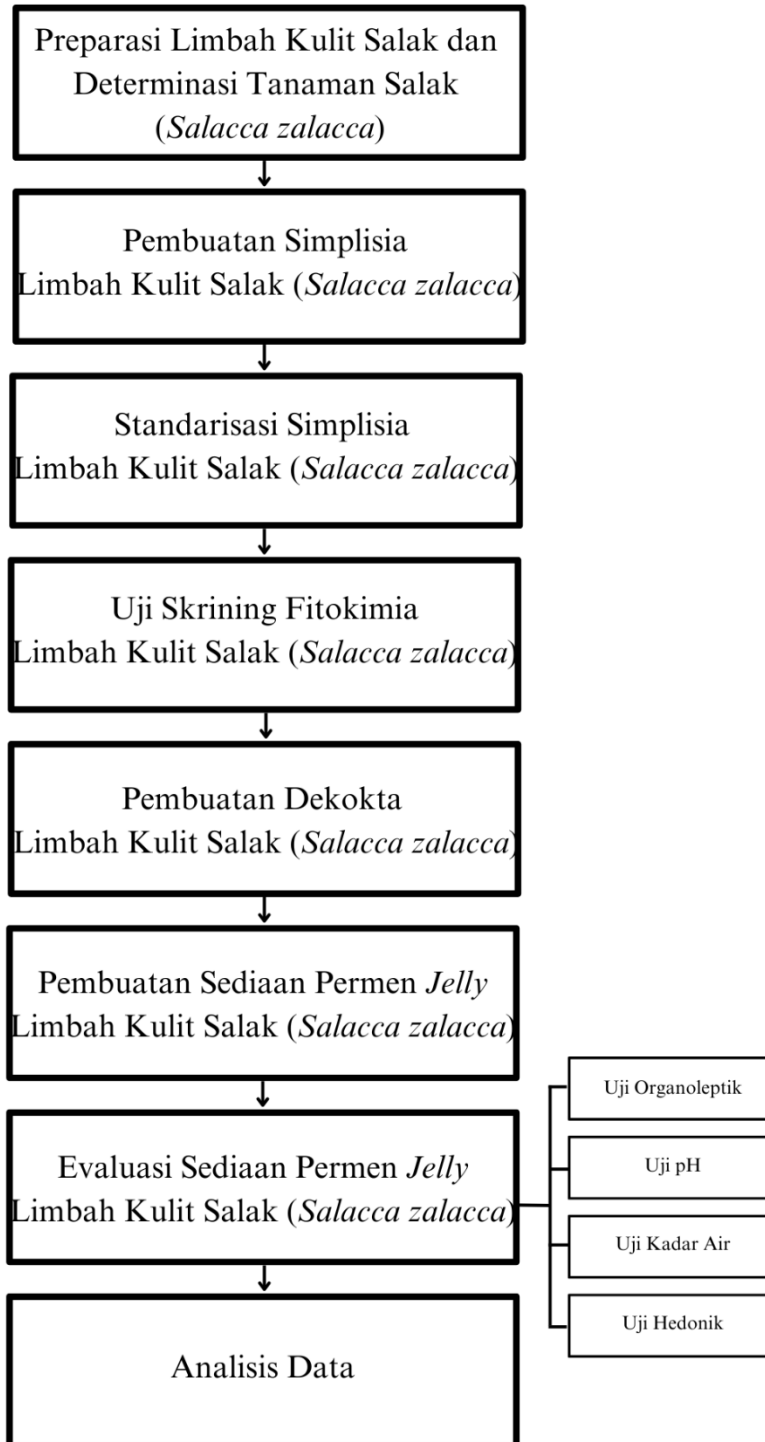 Preparasi Limbah Kulit Salak dan
Determinasi Tanaman Salak
(Salacca zalacca)
Pembuatan Simplisia
Limbah Kulit Salak (Salacca zalacca)
Standarisasi Simplisia
Limbah Kulit Salak (Salacca zalacca)
Uji Skrining Fitokimia
Limbah Kulit Salak (Salacca zalacca)
Pembuatan Dekokta
Limbah Kulit Salak (Salacca zalacca)
Pembuatan Sediaan Permen Jelly
Limbah Kulit Salak (Salacca zalacca)
Evaluasi Sediaan Permen Jelly
Limbah Kulit Salak (Salacca zalacca)
Uji Organoleptik
Uji pH
Uji Kadar Air
Uji Hedonik
Analisis Data